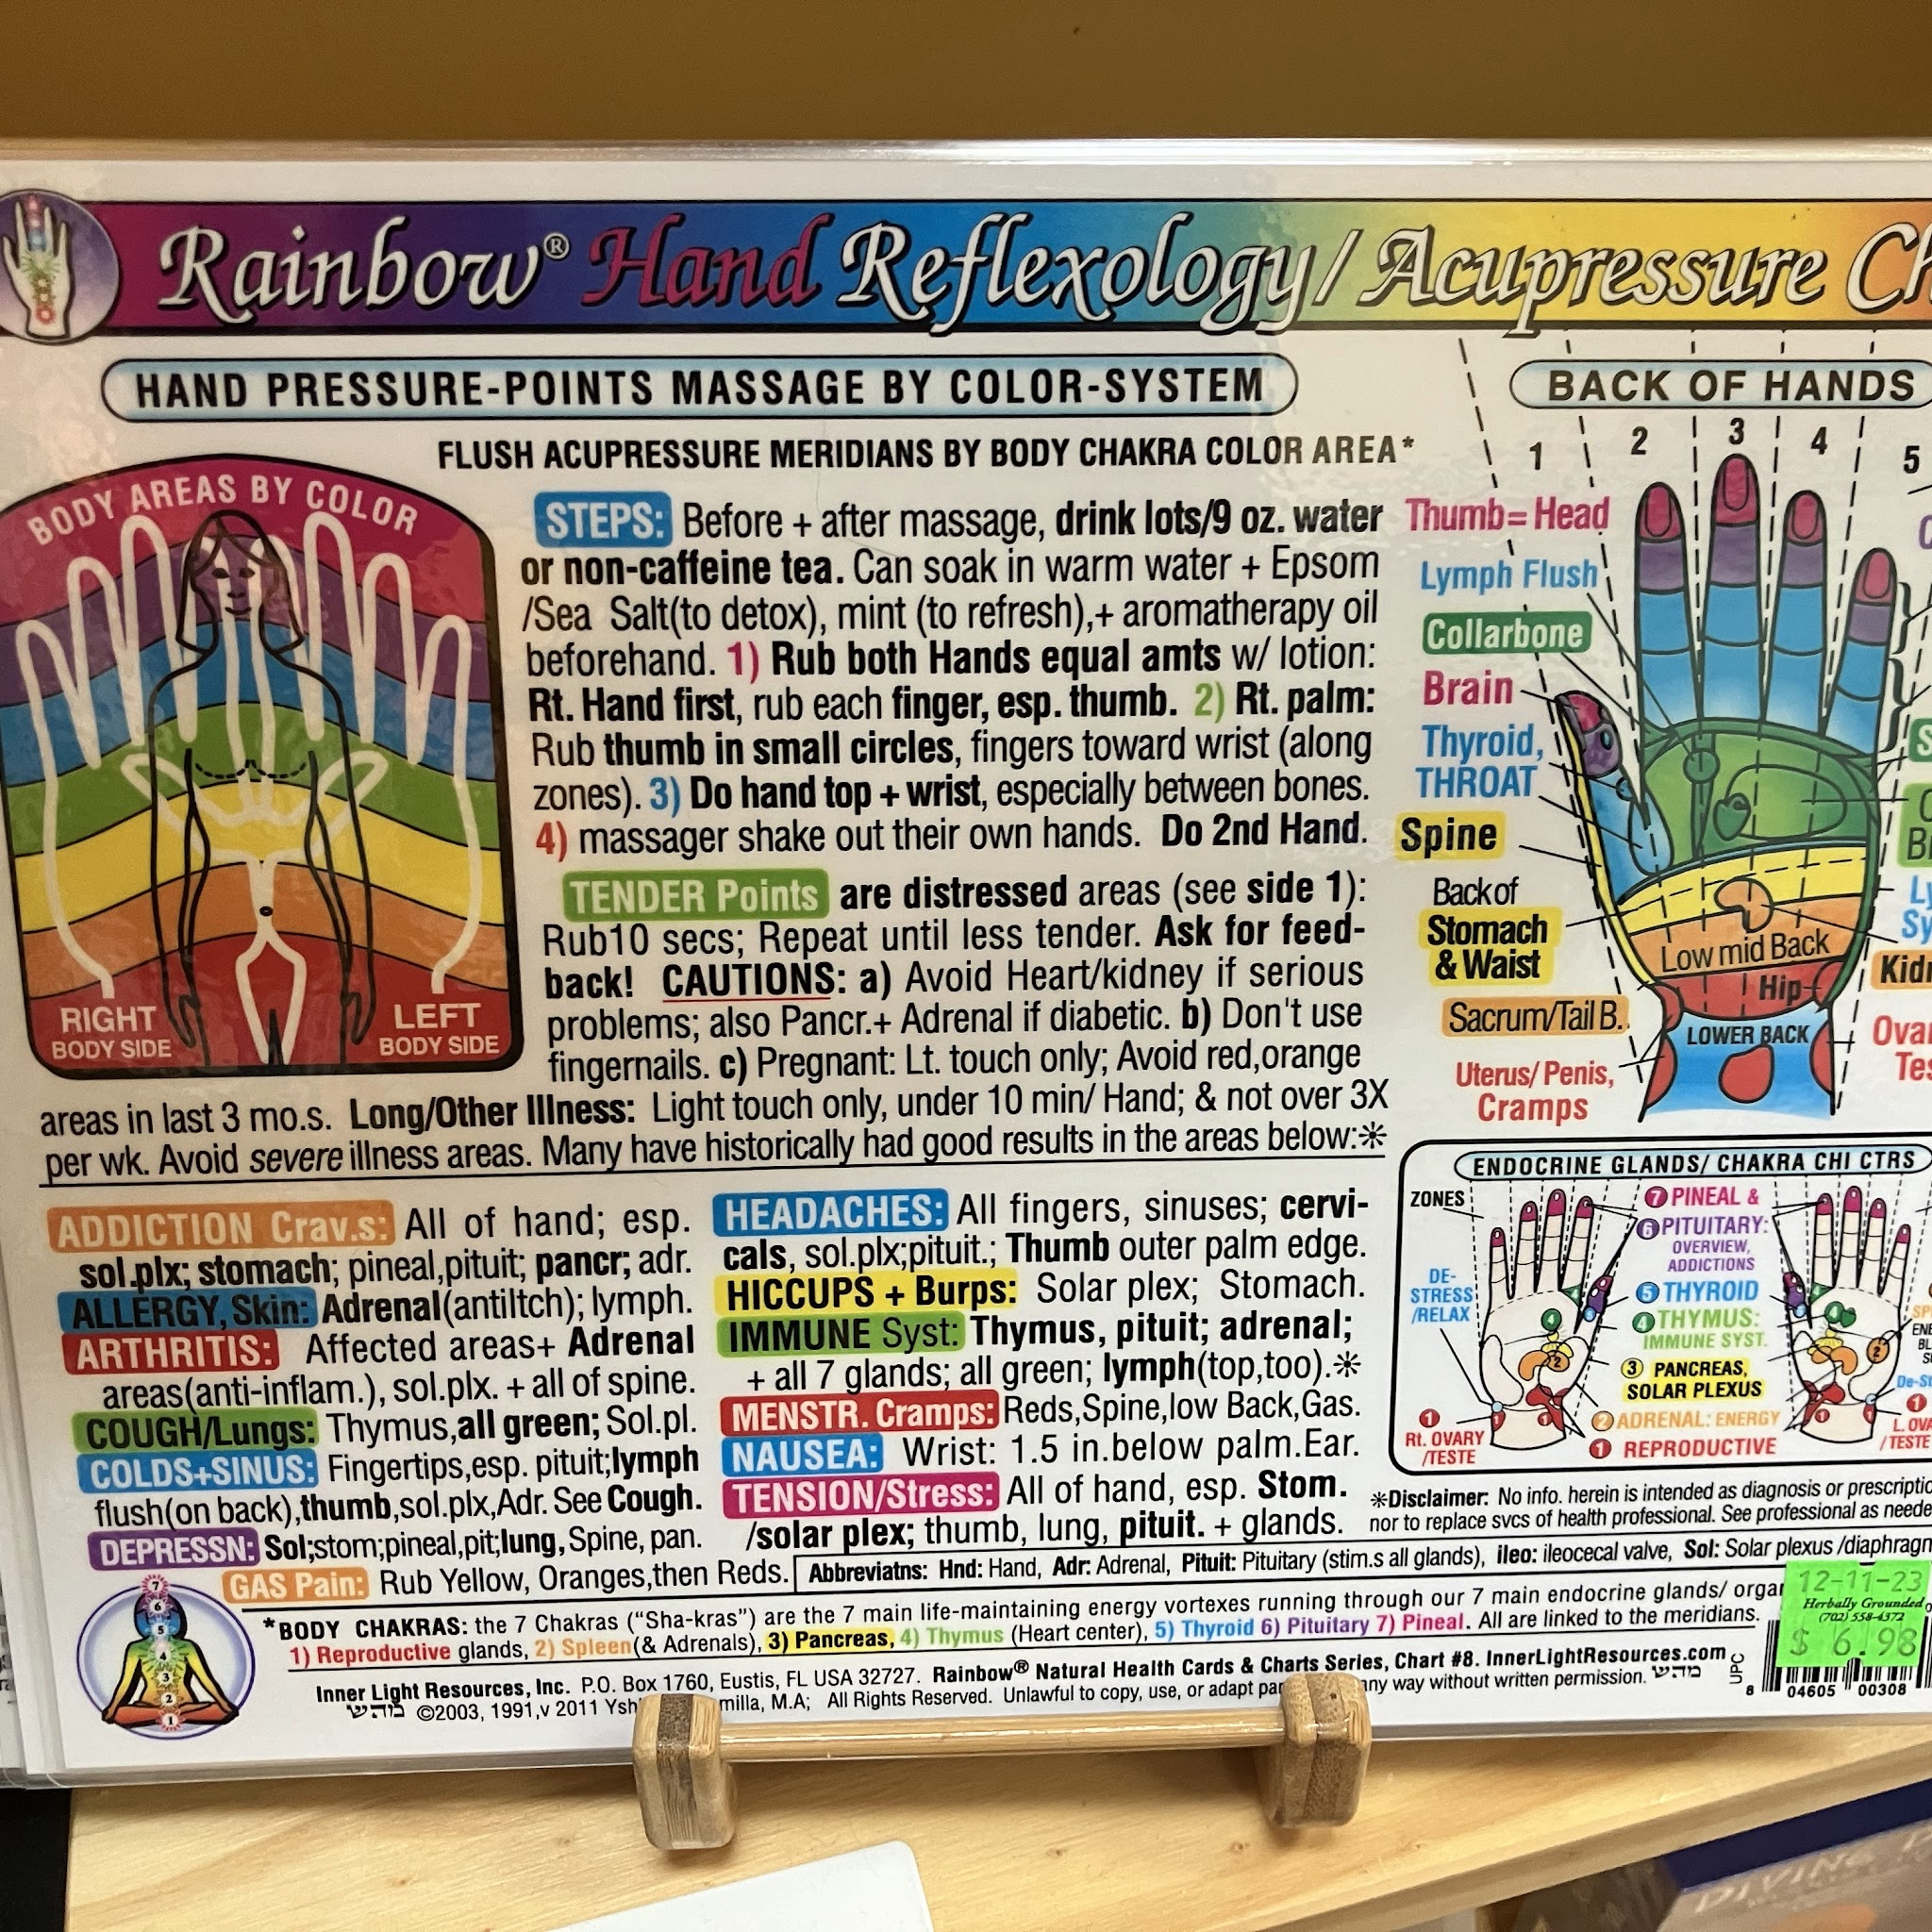 Rainbow® Hand Reflexology/ Acupressure
HAND PRESSURE-POINTS MASSAGE BY COLOR-SYSTEM
FLUSH ACUPRESSURE MERIDIANS BY BODY CHAKRA COLOR AREA*
BODY AREAS BY COLOR
RIGHT
BODY SIDE
LEFT
BODY SIDE
STEPS: Before + after massage, drink lots/9 oz. water
or non-caffeine tea. Can soak in warm water + Epsom
/Sea Salt(to detox), mint (to refresh),+ aromatherapy oil
beforehand. 1) Rub both Hands equal amts w/ lotion:
Rt. Hand first, rub each finger, esp. thumb. 2) Rt. palm:
Rub thumb in small circles, fingers toward wrist (along
zones). 3) Do hand top + wrist, especially between bones.
4) massager shake out their own hands. Do 2nd Hand.
TENDER Points are distressed areas (see side 1):
Rub10 secs; Repeat until less tender. Ask for feed-
back! CAUTIONS: a) Avoid Heart/kidney if serious
problems; also Pancr.+ Adrenal if diabetic. b) Don't use
fingernails. c) Pregnant: Lt. touch only; Avoid red,orange
areas in last 3 mo.s. Long/Other Illness: Light touch only, under 10 min/ Hand; & not over 3X
per wk. Avoid severe illness areas. Many have historically had good results in the areas below:✳
ADDICTION Crav.s: All of hand; esp.
sol.plx; stomach; pineal,pituit; pancr; adr.
ALLERGY, Skin: Adrenal(antiItch); lymph.
ARTHRITIS: Affected areas+ Adrenal
areas(anti-inflam.), sol.plx. + all of spine.
COUGH/Lungs: Thymus,all green; Sol.pl.
COLDS+SINUS: Fingertips,esp. pituit;lymph
flush(on back),thumb,sol.plx,Adr. See Cough.
DEPRESSN: Sol;stom;pineal,pit;lung, Spine, pan.
GAS Pain: Rub Yellow, Oranges,then Reds.
HEADACHES: All fingers, sinuses; cervi-
cals, sol.plx;pituit.; Thumb outer palm edge.
HICCUPS + Burps: Solar plex; Stomach.
IMMUNE Syst: Thymus, pituit; adrenal;
+ all 7 glands; all green; lymph(top,too).✳
MENSTR. Cramps: Reds,Spine,low Back,Gas.
NAUSEA: Wrist: 1.5 in.below palm.Ear.
TENSION/Stress: All of hand, esp. Stom.
/solar plex; thumb, lung, pituit. + glands.
BACK OF HANDS
1 2 3 4 5
Thumb= Head
Lymph Flush
Collarbone
Brain
Thyroid,
THROAT
Spine
Back of
Stomach
& Waist
Sacrum/Tail B.
Uterus/ Penis,
Cramps
Low mid Back
Hip
LOWER BACK
ENDOCRINE GLANDS/ CHAKRA CHI CTRS
ZONES
DE-
STRESS
/RELAX
Rt. OVARY
/TESTE
7 PINEAL &
6 PITUITARY:
OVERVIEW,
ADDICTIONS
5 THYROID
4 THYMUS:
IMMUNE SYST.
3 PANCREAS,
SOLAR PLEXUS
2 ADRENAL: ENERGY
1 REPRODUCTIVE
✳Disclaimer: No info. herein is intended as diagnosis or
nor to replace svcs of health professional. See professional as
Abbreviatns: Hnd: Hand, Adr: Adrenal, Pituit: Pituitary (stim.s all glands), ileo: ileocecal valve, Sol: Solar plexus
*BODY CHAKRAS: the 7 Chakras (“Sha-kras”) are the 7 main life-maintaining energy vortexes running through our 7 main endocrine glands/
1) Reproductive glands, 2) Spleen(& Adrenals), 3) Pancreas, 4) Thymus (Heart center), 5) Thyroid 6) Pituitary 7) Pineal. All are linked to the meridians.
Inner Light Resources, Inc. P.O. Box 1760, Eustis, FL USA 32727. Rainbow® Natural Health Cards & Charts Series, Chart #8. InnerLightResources.com
©2003, 1991,v 2011 M.A; All Rights Reserved. Unlawful to copy, use, or adapt any way without written permission.
12-11-23
Herbally Grounded
(702) 558-4372
$ 6.98
UPC
8 04605 00308